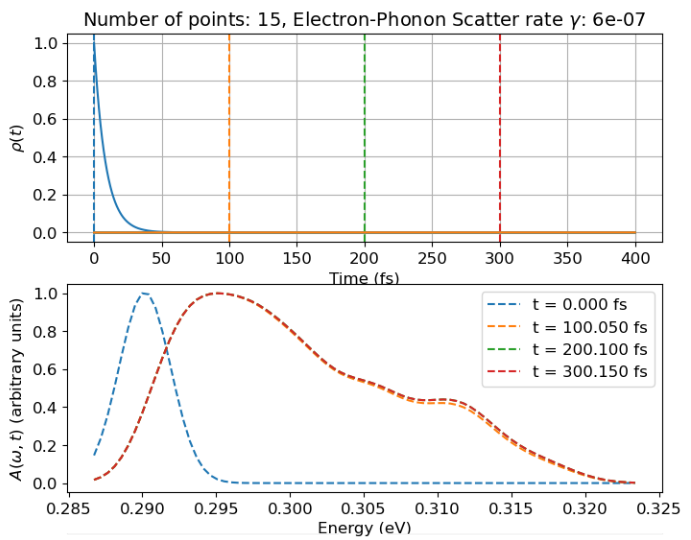 Number of points: 15, Electron-Phonon Scatter rate γ: 6e-07
1.0
0.8
0.6
0.4
0.2
0.0
ρ(t)
0 50 100 150 200 250 300 350 400
Time (fs)
1.0
0.8
0.6
0.4
0.2
0.0
A(ω, t) (arbitrary units)
t = 0.000 fs
t = 100.050 fs
t = 200.100 fs
t = 300.150 fs
0.285 0.290 0.295 0.300 0.305 0.310 0.315 0.320 0.325
Energy (eV)